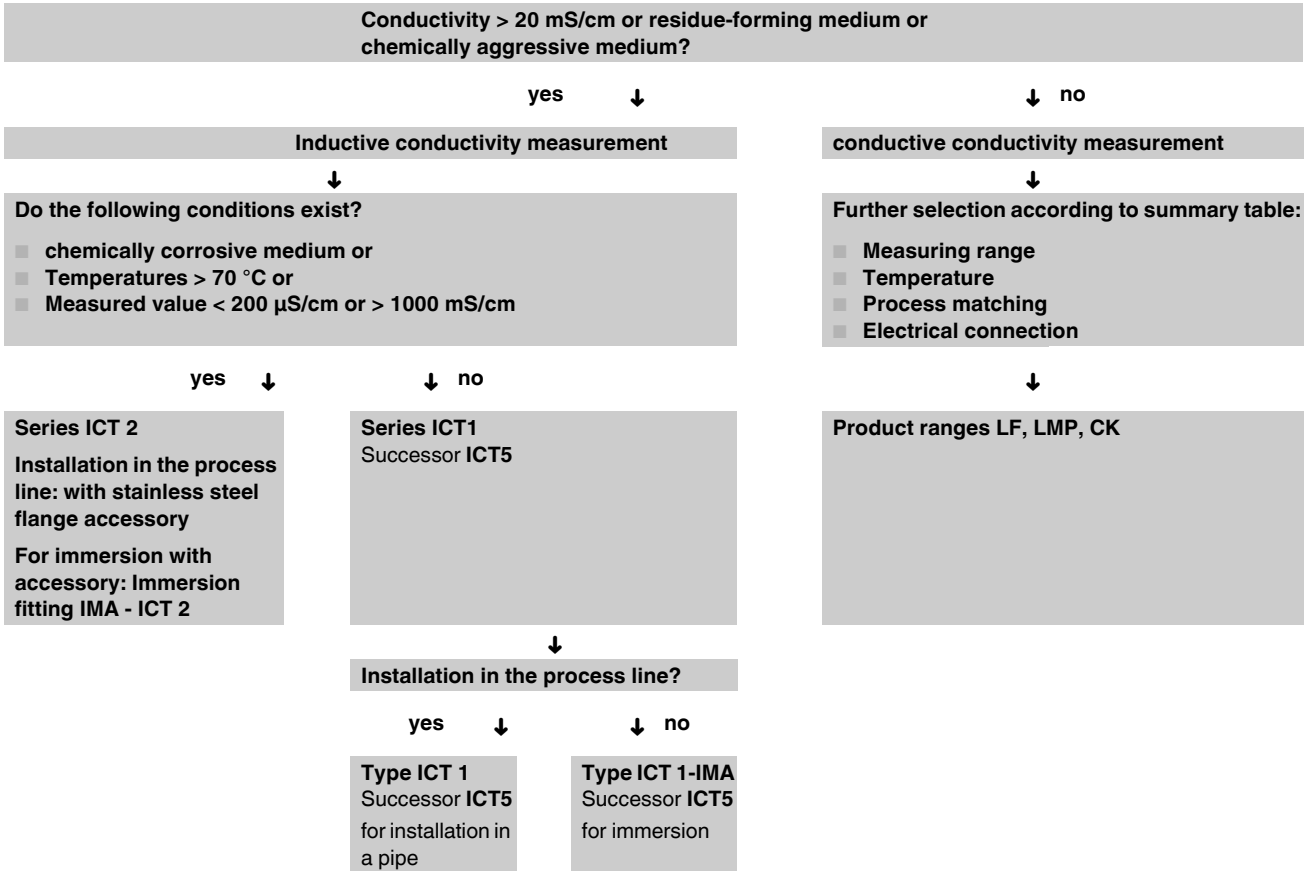 Conductivity > 20 mS/cm or residue-forming medium or
chemically aggressive medium?
yes
no
Inductive conductivity measurement
conductive conductivity measurement
Do the following conditions exist?
chemically corrosive medium or
Temperatures > 70 °C or
Measured value < 200 µS/cm or > 1000 mS/cm
Further selection according to summary table:
Measuring range
Temperature
Process matching
Electrical connection
yes
no
Series ICT 2
Installation in the process
line: with stainless steel
flange accessory
For immersion with
accessory: Immersion
fitting IMA - ICT 2
Series ICT1
Successor ICT5
Product ranges LF, LMP, CK
Installation in the process line?
yes
no
Type ICT 1
Successor ICT5
for installation in
a pipe
Type ICT 1-IMA
Successor ICT5
for immersion